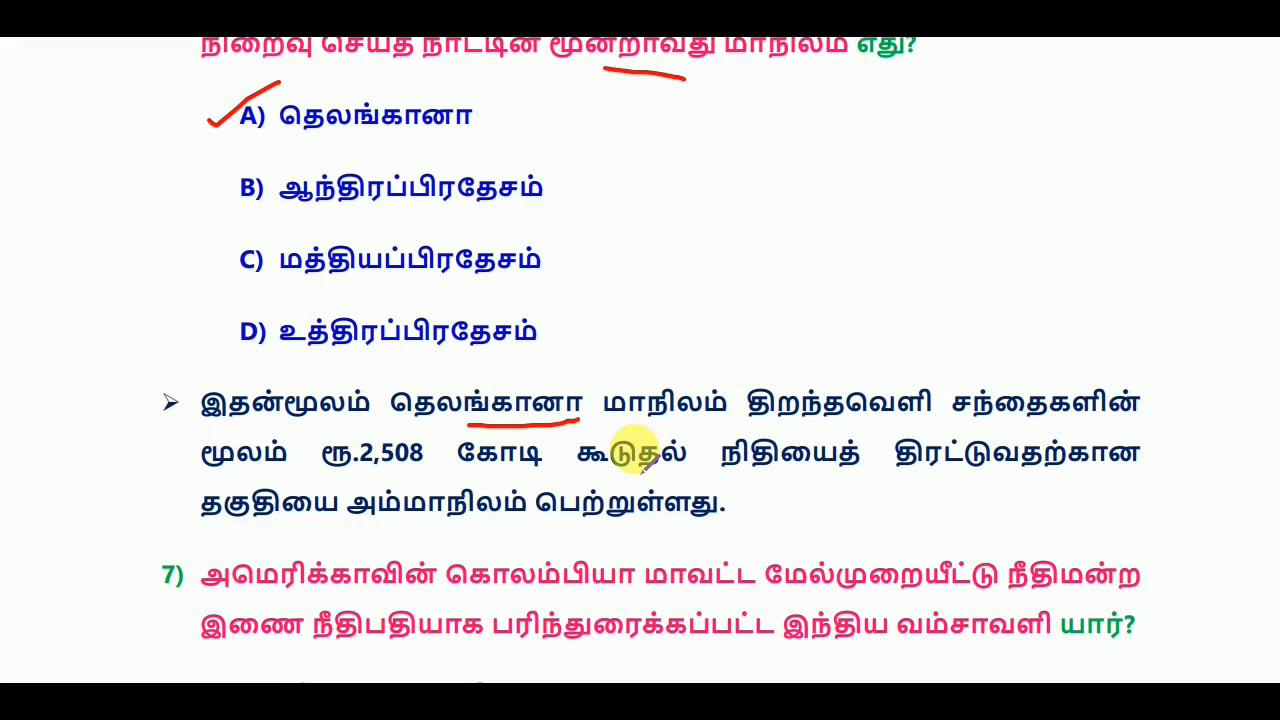 நிறைவு செய்த நாட்டின் மூன்றாவது மாநிலம் எது?
A) தெலங்கானா
B) ஆந்திரப்பிரதேசம்
C) மத்தியப்பிரதேசம்
D) உத்திரப்பிரதேசம்
➢ இதன்மூலம் தெலங்கானா மாநிலம் திறந்தவெளி சந்தைகளின்
மூலம் ரூ.2,508 கோடி கூடுதல் நிதியைத் திரட்டுவதற்கான
தகுதியை அம்மாநிலம் பெற்றுள்ளது.
7) அமெரிக்காவின் கொலம்பியா மாவட்ட மேல்முறையீட்டு நீதிமன்ற
இணை நீதிபதியாக பரிந்துரைக்கப்பட்ட இந்திய வம்சாவளி யார்?